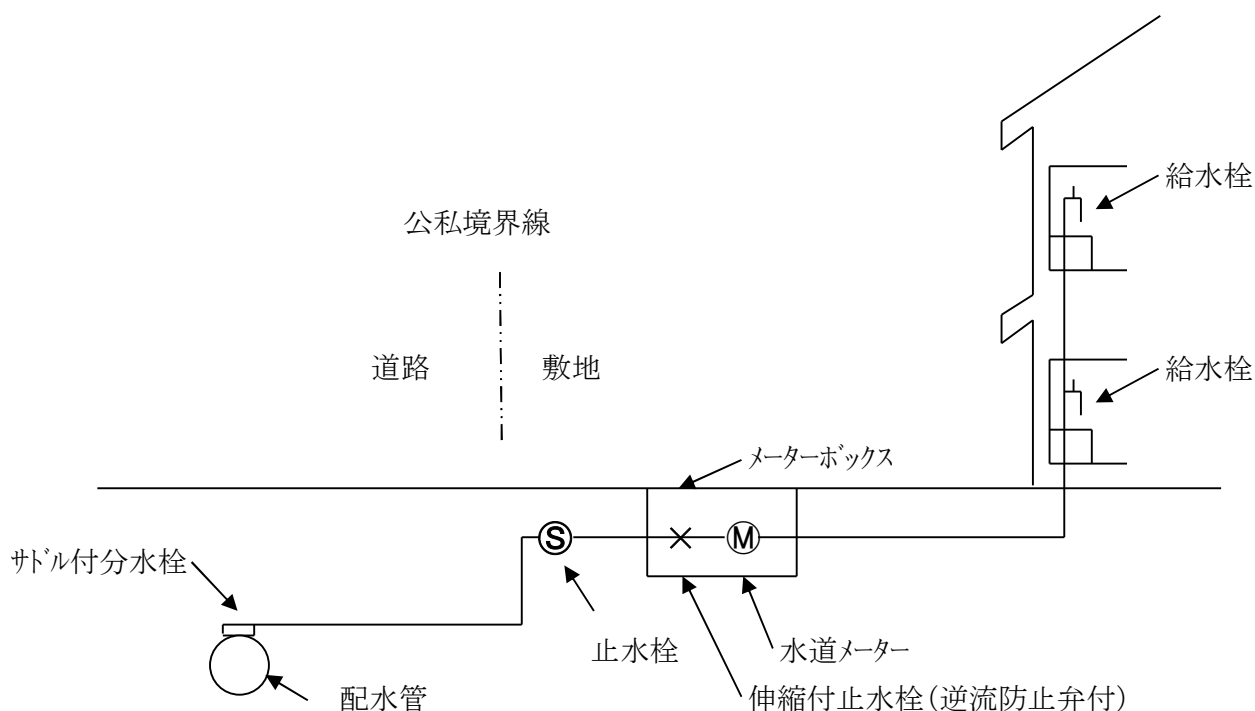 給水栓
公私境界線
道路
敷地
給水栓
メーターボックス
S
M
サドル付分水栓
止水栓
水道メーター
配水管
伸縮付止水栓(逆流防止弁付)